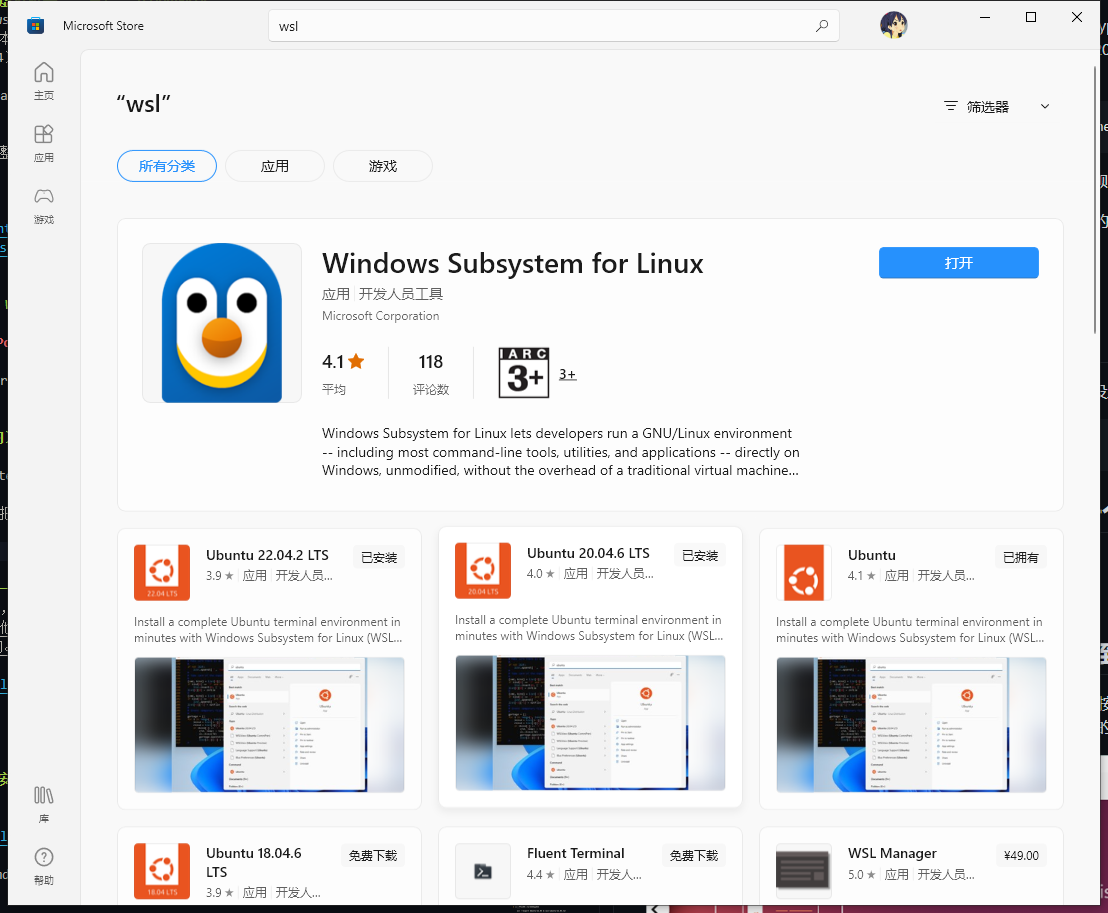 Microsoft Store
wsl
主页
应用
游戏
库
帮助
“wsl”
筛选器
所有分类
应用
游戏
Windows Subsystem for Linux
打开
应用 开发人员工具
Microsoft Corporation
4.1
平均
118
评论数
IARC
3+
3+
Windows Subsystem for Linux lets developers run a GNU/Linux environment
-- including most command-line tools, utilities, and applications -- directly on
Windows, unmodified, without the overhead of a traditional virtual machine...
Ubuntu 22.04.2 LTS
已安装
3.9 ★ 应用 开发人员...
22.04 LTS
Install a complete Ubuntu terminal environment in
minutes with Windows Subsystem for Linux (WSL...
Ubuntu 20.04.6 LTS
已安装
4.0 ★ 应用 开发人员...
20.04 LTS
Install a complete Ubuntu terminal environment in
minutes with Windows Subsystem for Linux (WSL...
Ubuntu
已拥有
4.1 ★ 应用 开发人员...
Install a complete Ubuntu terminal environment in
minutes with Windows Subsystem for Linux (WSL...
Ubuntu 18.04.6
LTS
免费下载
3.9 ★ 应用 开发人...
18.04 LTS
Fluent Terminal
免费下载
4.4 ★ 应用 开发人...
WSL Manager
¥49.00
5.0 ★ 应用 开发人员...